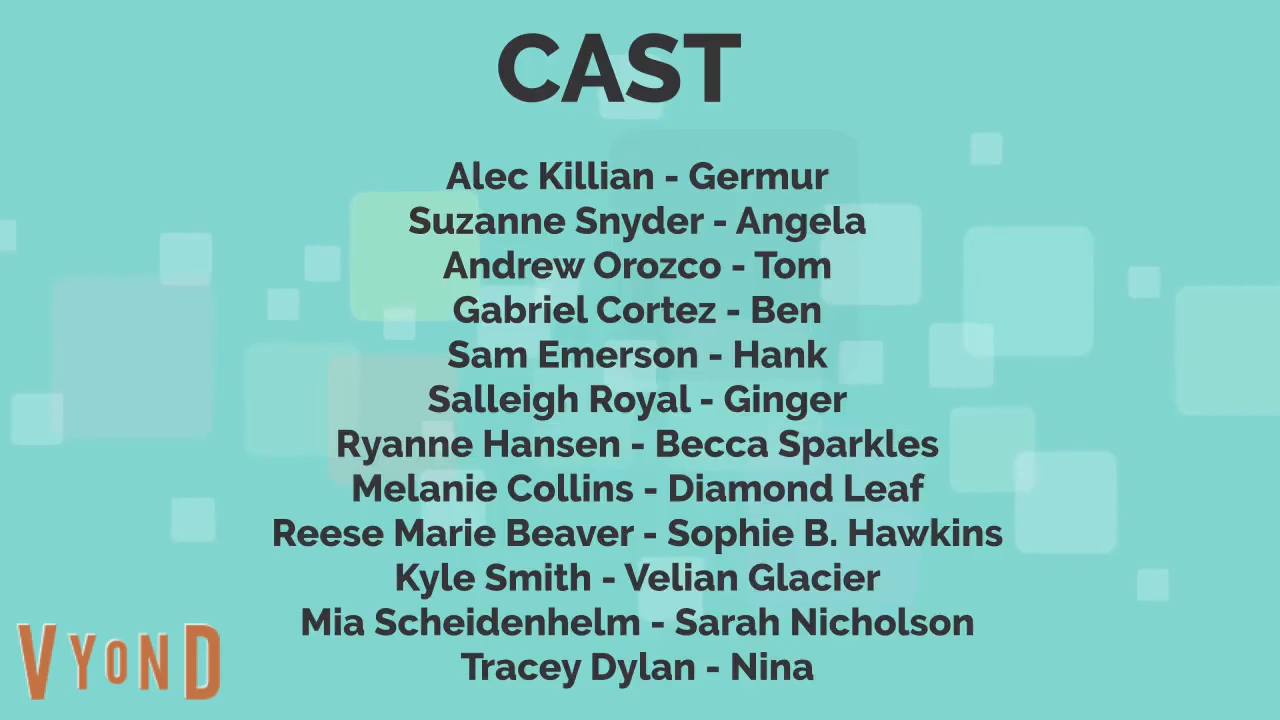 CAST
Alec Killian - Germur
Suzanne Snyder - Angela
Andrew Orozco - Tom
Gabriel Cortez - Ben
Sam Emerson - Hank
Salleigh Royal - Ginger
Ryanne Hansen - Becca Sparkles
Melanie Collins - Diamond Leaf
Reese Marie Beaver - Sophie B. Hawkins
Kyle Smith - Velian Glacier
Mia Scheidenhelm - Sarah Nicholson
Tracey Dylan - Nina
VYOND